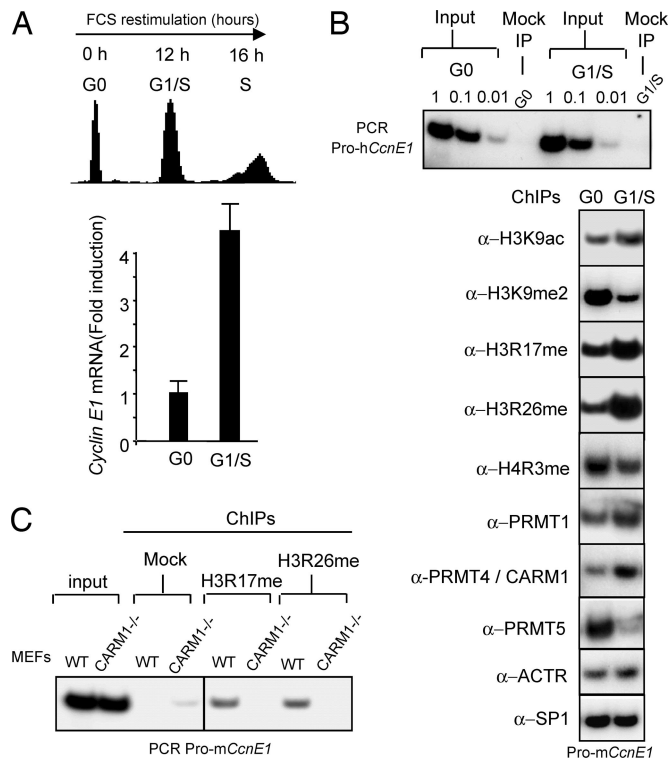 A
FCS restimulation (hours)
0 h 12 h 16 h
G0 G1/S S
Cyclin E1 mRNA(Fold induction)
4
3
2
1
0
G0 G1/S
B
Input Mock IP Input Mock IP
G0 G1/S
1 0.1 0.01 G0 1 0.1 0.01 G1/S
PCR
Pro-hCcnE1
ChIPs G0 G1/S
α–H3K9ac
α–H3K9me2
α–H3R17me
α–H3R26me
α–H4R3me
α–PRMT1
α-PRMT4 / CARM1
α–PRMT5
α–ACTR
α–SP1
Pro-mCcnE1
C
ChIPs
input Mock H3R17me H3R26me
MEFs WT CARM1-/- WT CARM1-/- WT CARM1-/- WT CARM1-/-
PCR Pro-mCcnE1